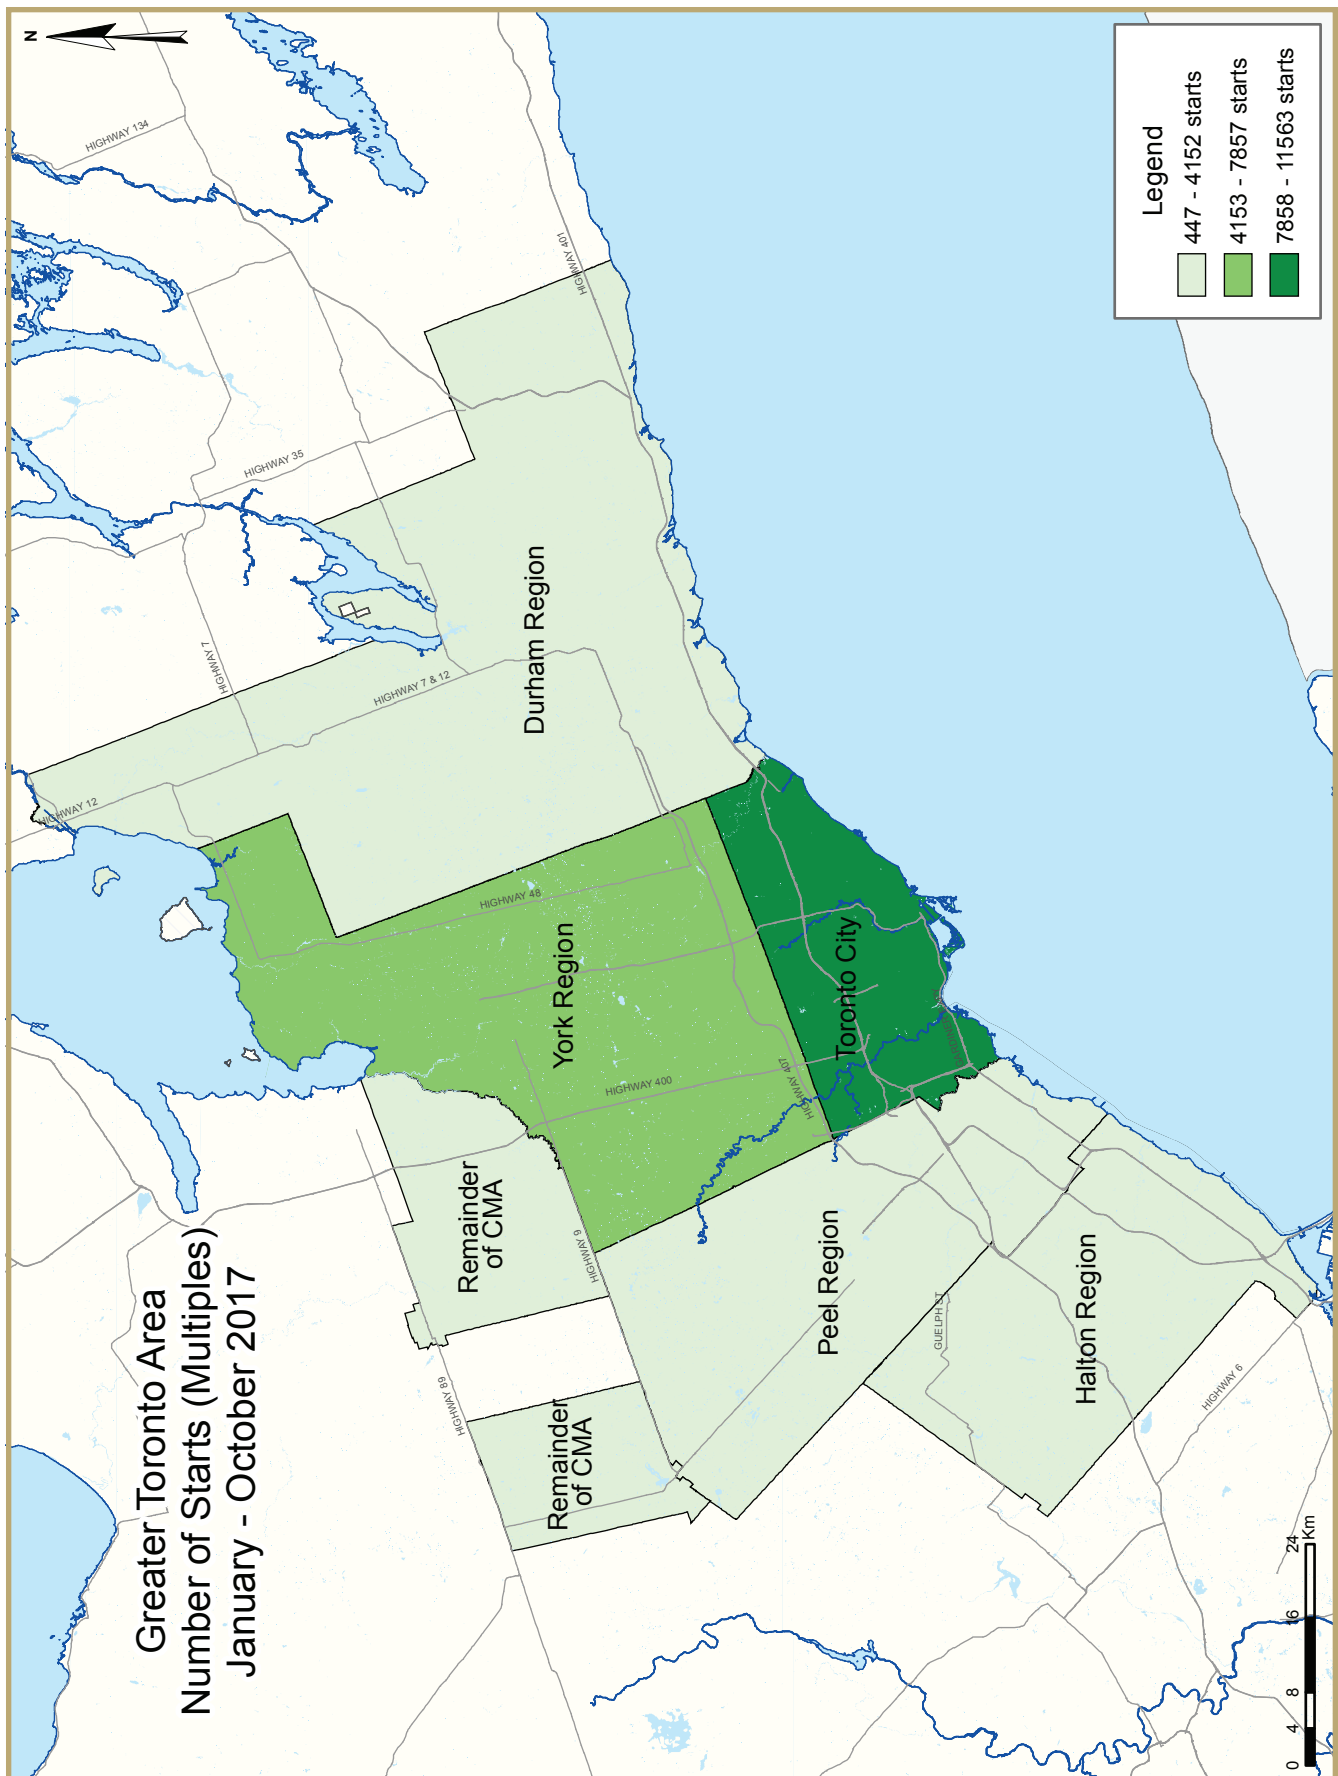 Greater Toronto Area
Number of Starts (Multiples)
January - October 2017
N
HIGHWAY 134
HIGHWAY 401
HIGHWAY 35
HIGHWAY 7
HIGHWAY 7 & 12
HIGHWAY 12
HIGHWAY 48
HIGHWAY 400
HIGHWAY 407
HIGHWAY 9
HIGHWAY 89
GUELPH ST
HIGHWAY 6
Durham Region
York Region
Toronto City
Remainder
of CMA
Remainder
of CMA
Peel Region
Halton Region
Legend
447 - 4152 starts
4153 - 7857 starts
7858 - 11563 starts
0 4 8 16 24
Km